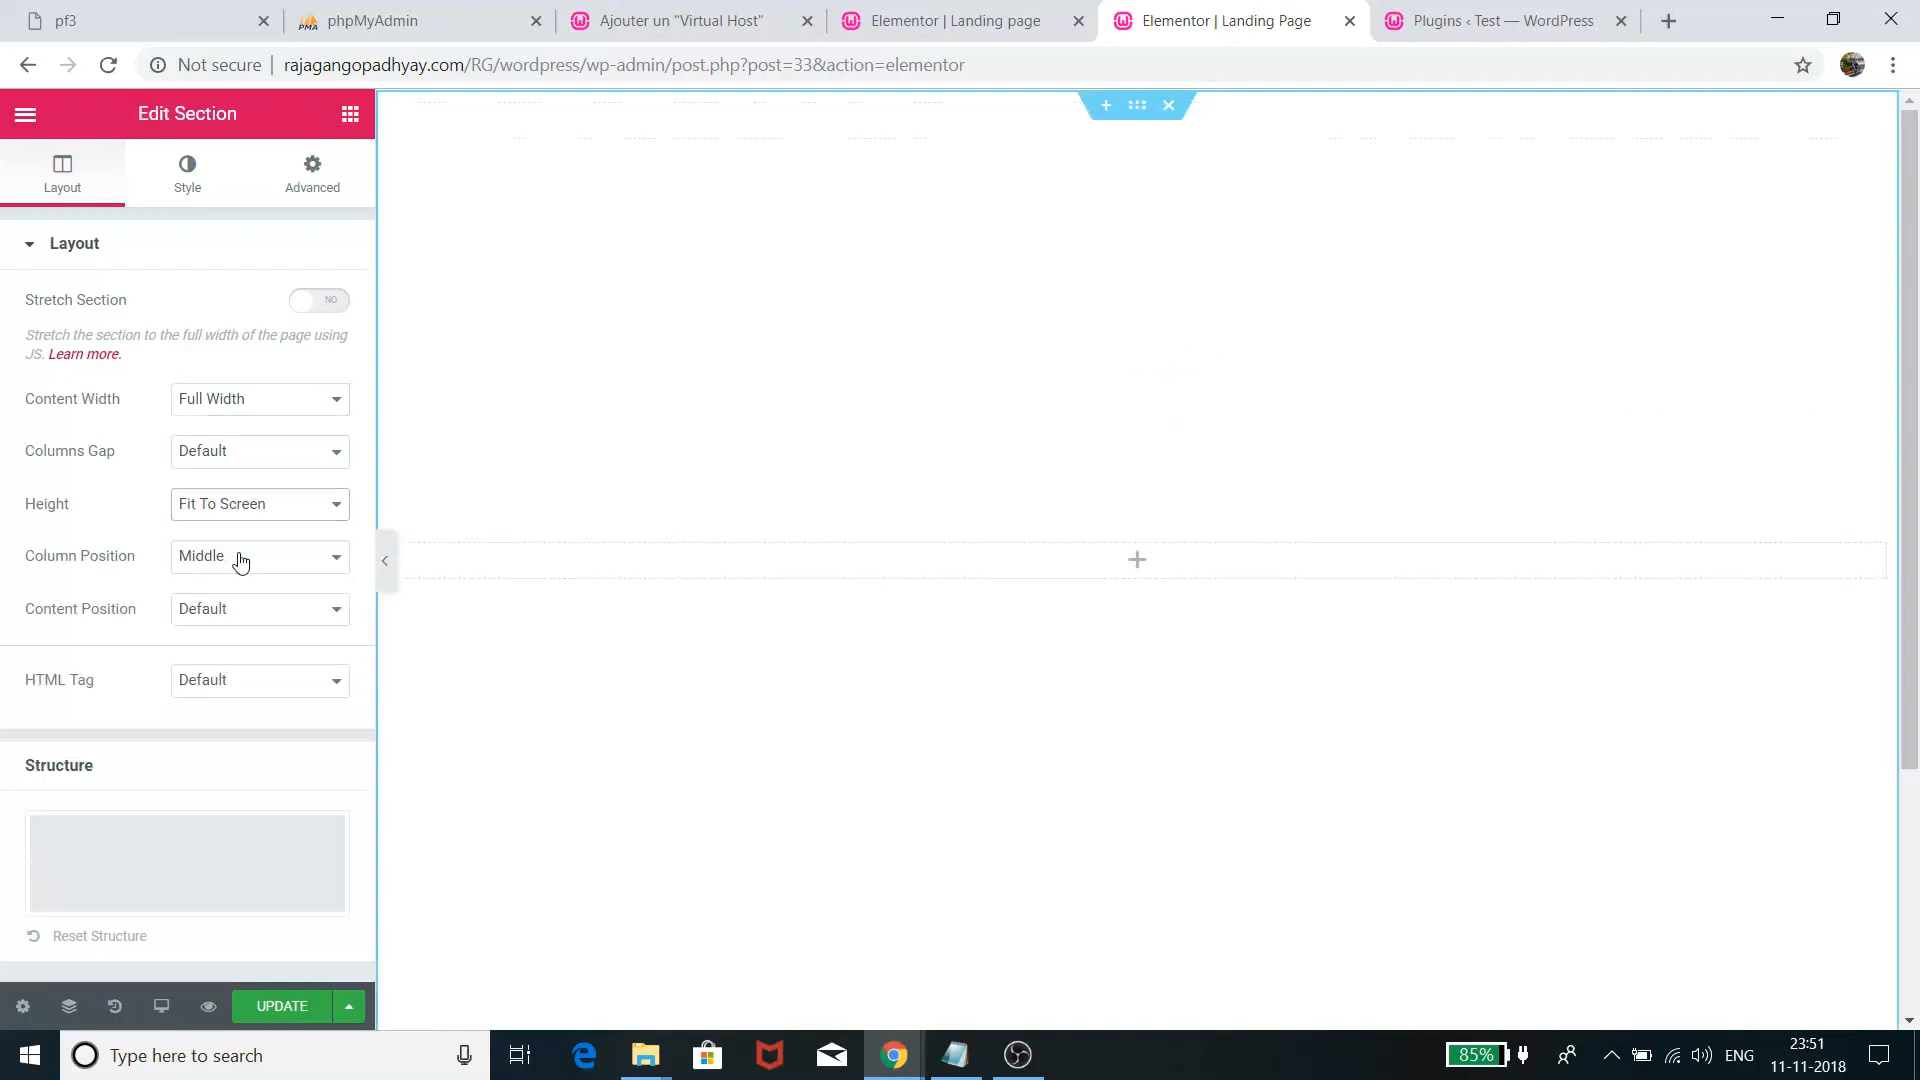 pf3
phpMyAdmin
Ajouter un "Virtual Host"
Elementor | Landing page
Elementor | Landing Page
Plugins ‹ Test — WordPress
Not secure
rajagangopadhyay.com/RG/wordpress/wp-admin/post.php?post=33&action=elementor
Edit Section
Layout
Style
Advanced
Layout
Stretch Section
NO
Stretch the section to the full width of the page using
JS. Learn more.
Content Width
Full Width
Columns Gap
Default
Height
Fit To Screen
Column Position
Middle
Content Position
Default
HTML Tag
Default
Structure
Reset Structure
UPDATE
Type here to search
85%
ENG
23:51
11-11-2018